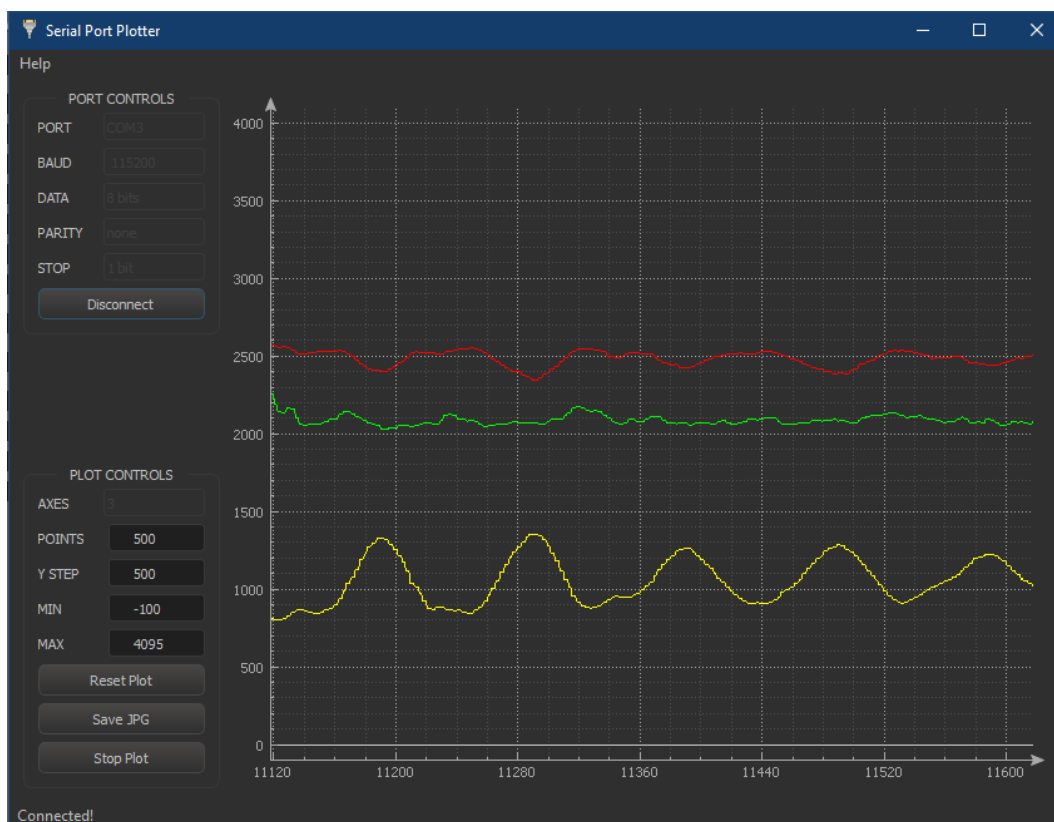 Serial Port Plotter
Help
PORT CONTROLS
PORT COM3
BAUD 115200
DATA 8 bits
PARITY none
STOP 1 bit
Disconnect
PLOT CONTROLS
AXES 3
POINTS 500
Y STEP 500
MIN -100
MAX 4095
Reset Plot
Save JPG
Stop Plot
Connected!
4000
3500
3000
2500
2000
1500
1000
500
0
11120 11200 11280 11360 11440 11520 11600